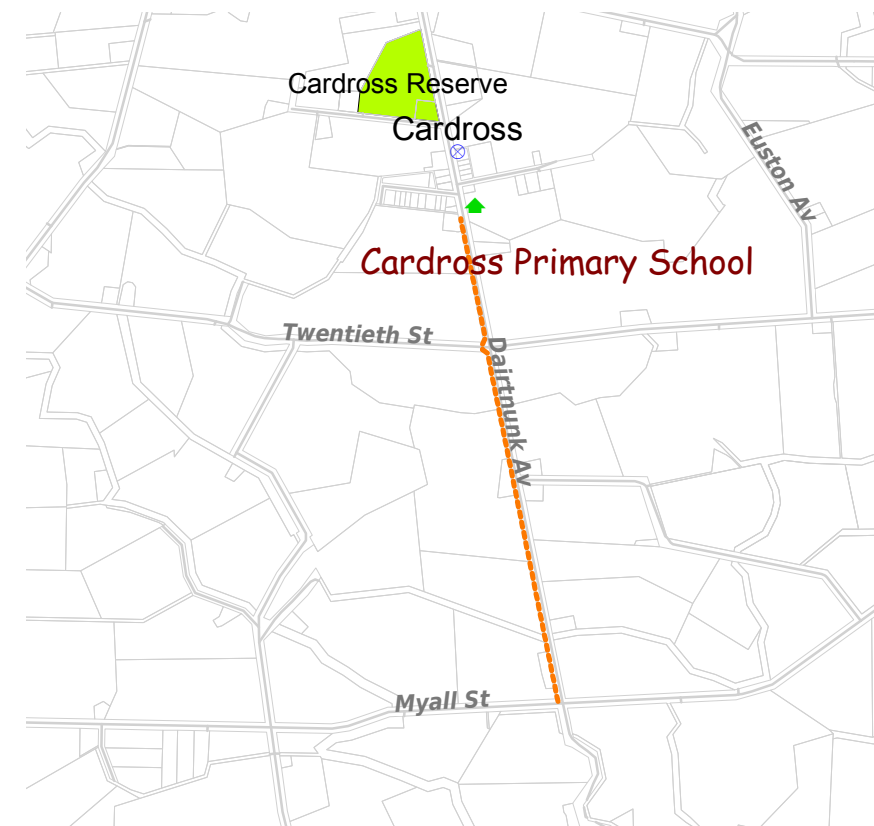 Cardross Reserve
Cardross
Euston Av
Cardross Primary School
Twentieth St
Dairtnunk Av
Myall St